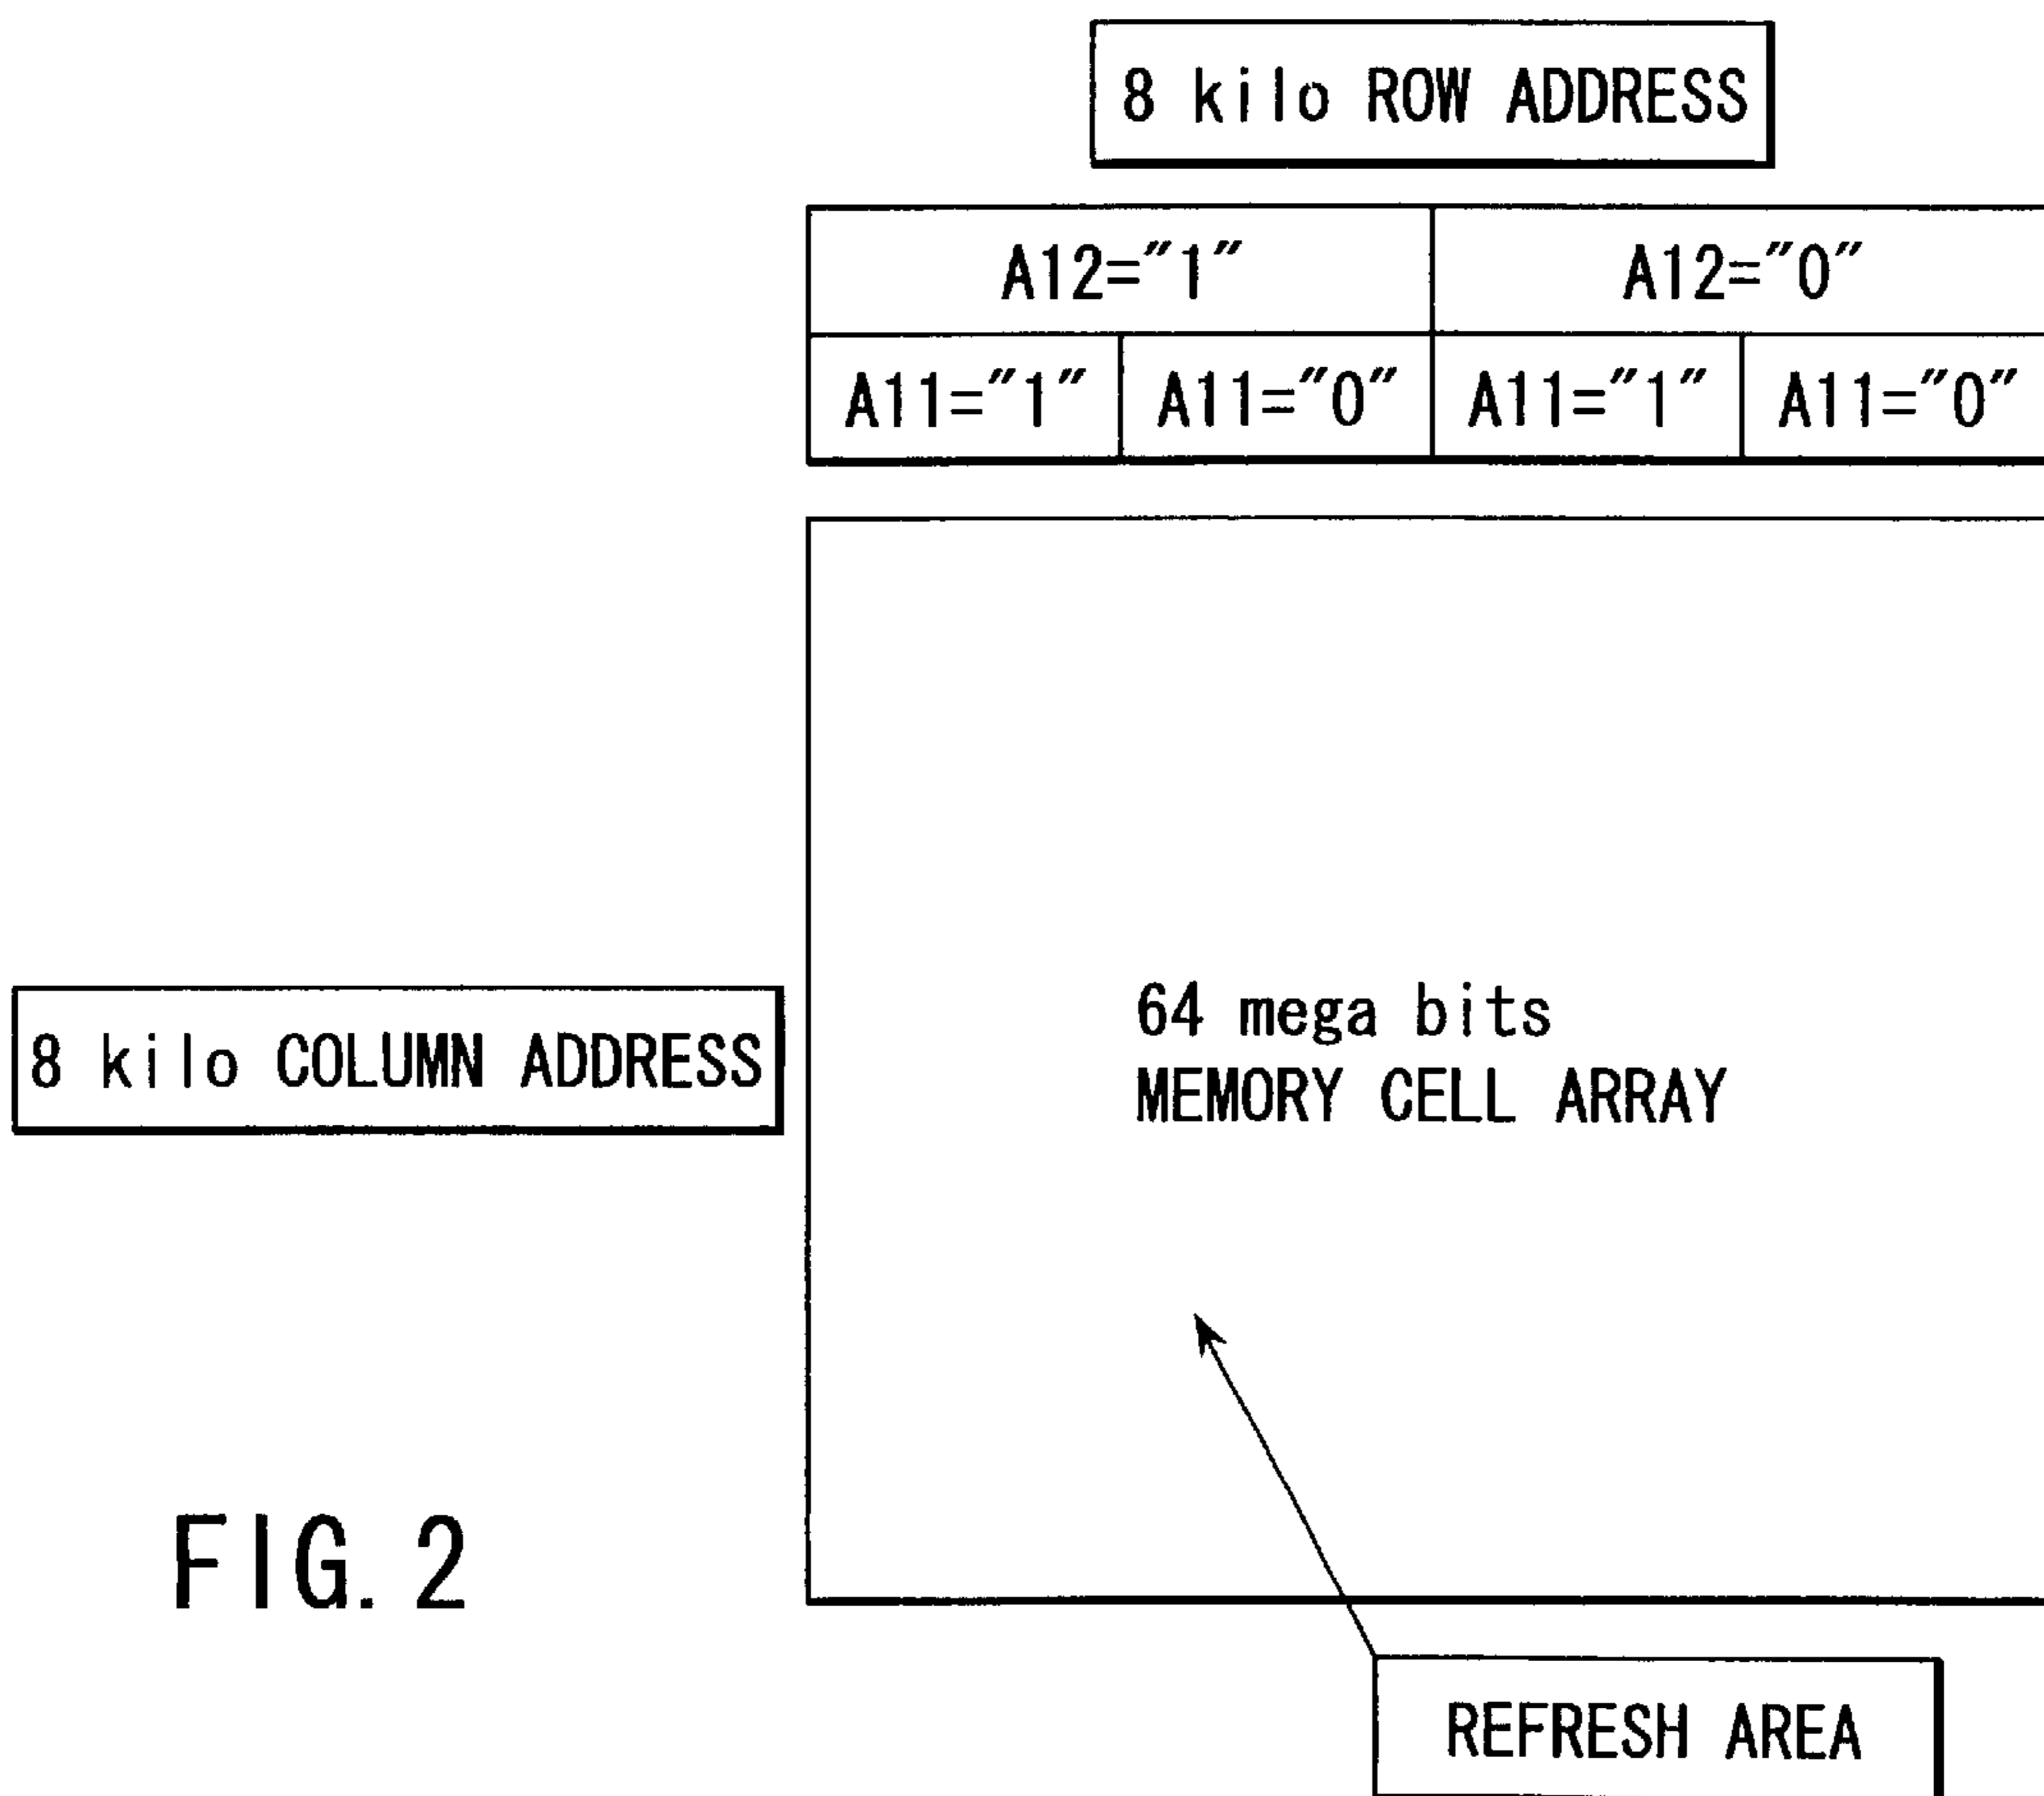 8 kilo ROW ADDRESS
A12="1" A12="0"
A11="1" A11="0" A11="1" A11="0"
64 mega bits
MEMORY CELL ARRAY
8 kilo COLUMN ADDRESS
FIG. 2
REFRESH AREA